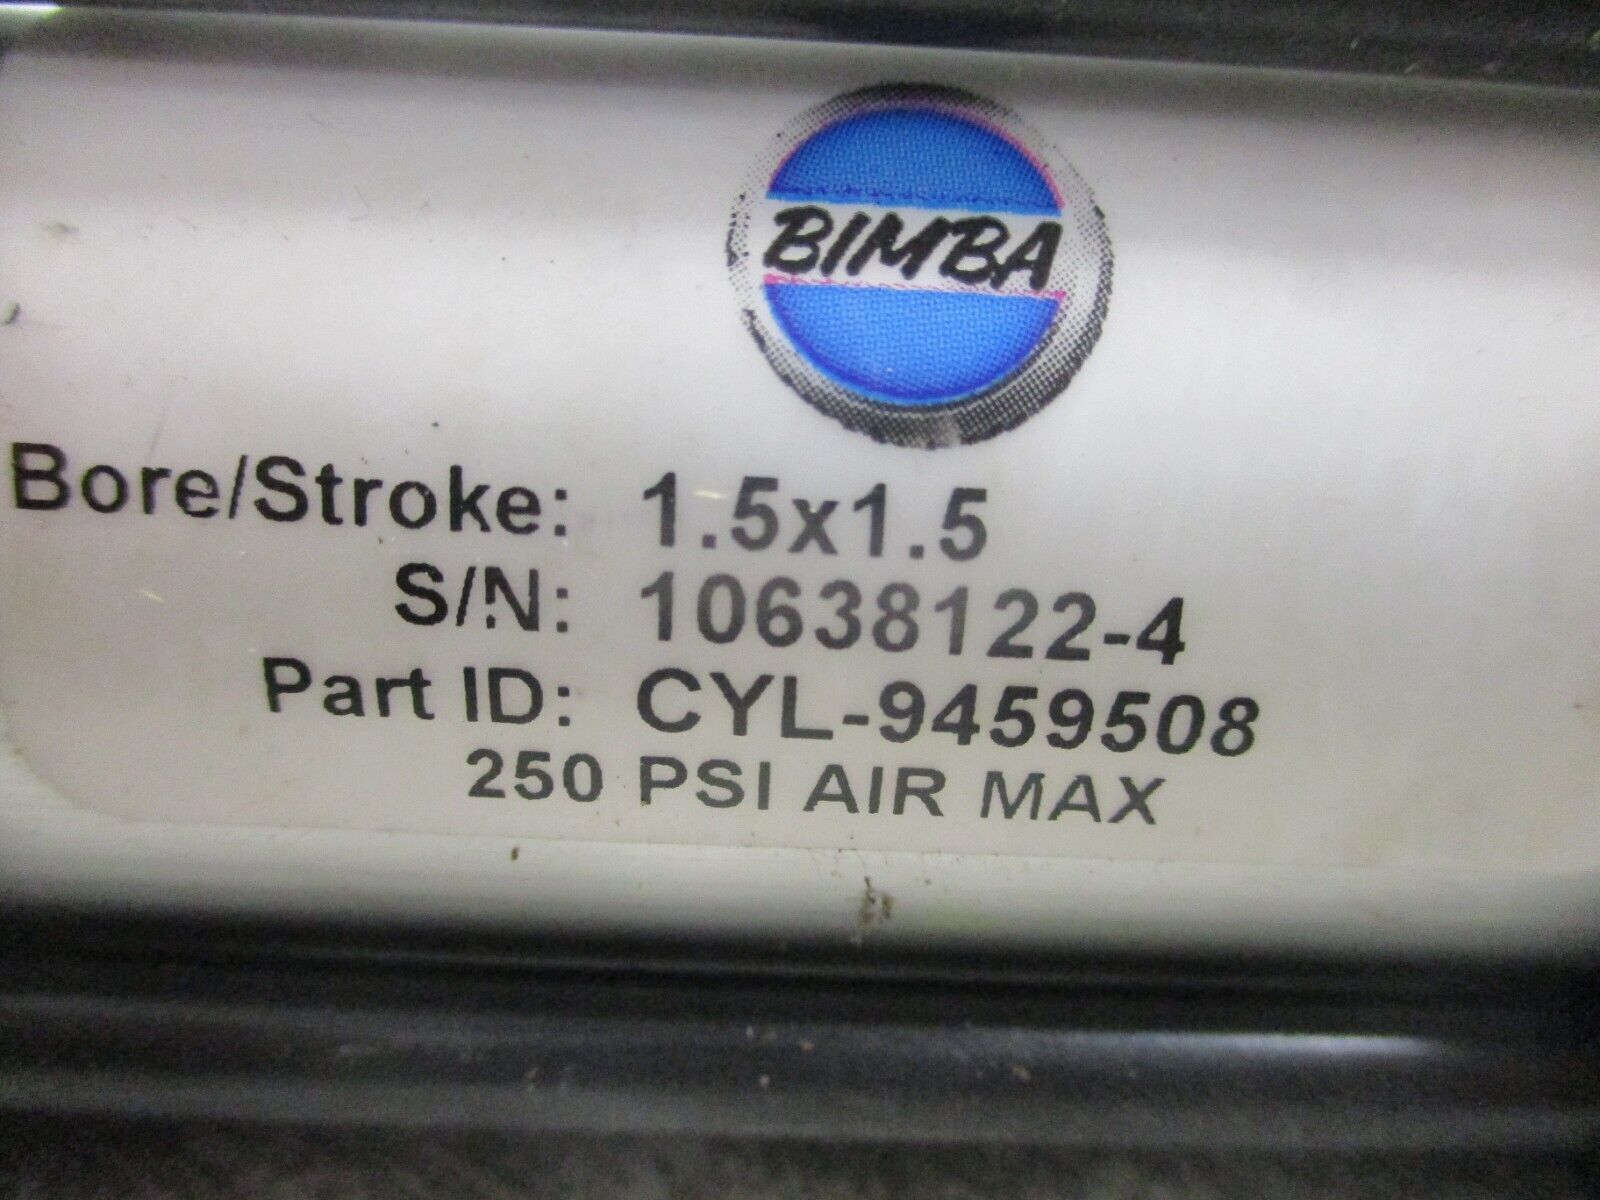 BIMBA
Bore/Stroke: 1.5x1.5
S/N: 10638122-4
Part ID: CYL-9459508
250 PSI AIR MAX